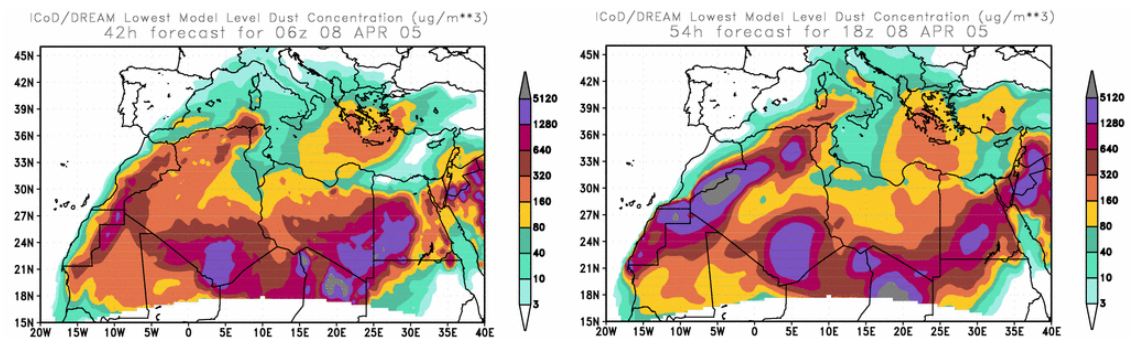 ICoD/DREAM Lowest Model Level Dust Concentration (ug/m**3)
42h forecast for 06z 08 APR 05
45N
42N
39N
36N
33N
30N
27N
24N
21N
18N
15N
20W 15W 10W 5W 0 5E 10E 15E 20E 25E 30E 35E 40E
5120
1280
640
320
160
80
40
10
3
ICoD/DREAM Lowest Model Level Dust Concentration (ug/m**3)
54h forecast for 18z 08 APR 05
45N
42N
39N
36N
33N
30N
27N
24N
21N
18N
15N
20W 15W 10W 5W 0 5E 10E 15E 20E 25E 30E 35E 40E
5120
1280
640
320
160
80
40
10
3